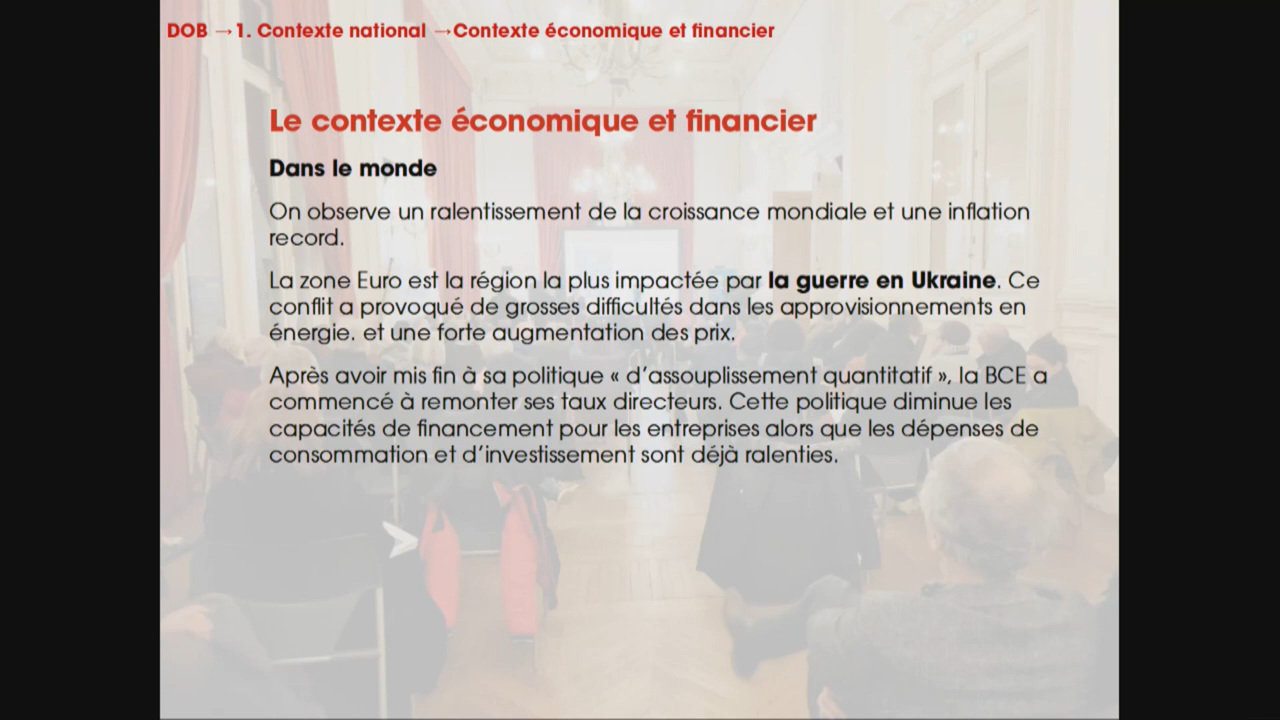 DOB →1. Contexte national →Contexte économique et financier
Le contexte économique et financier
Dans le monde
On observe un ralentissement de la croissance mondiale et une inflation
record.
La zone Euro est la région la plus impactée par la guerre en Ukraine. Ce
conflit a provoqué de grosses difficultés dans les approvisionnements en
énergie. et une forte augmentation des prix.
Après avoir mis fin à sa politique « d’assouplissement quantitatif », la BCE a
commencé à remonter ses taux directeurs. Cette politique diminue les
capacités de financement pour les entreprises alors que les dépenses de
consommation et d’investissement sont déjà ralenties.